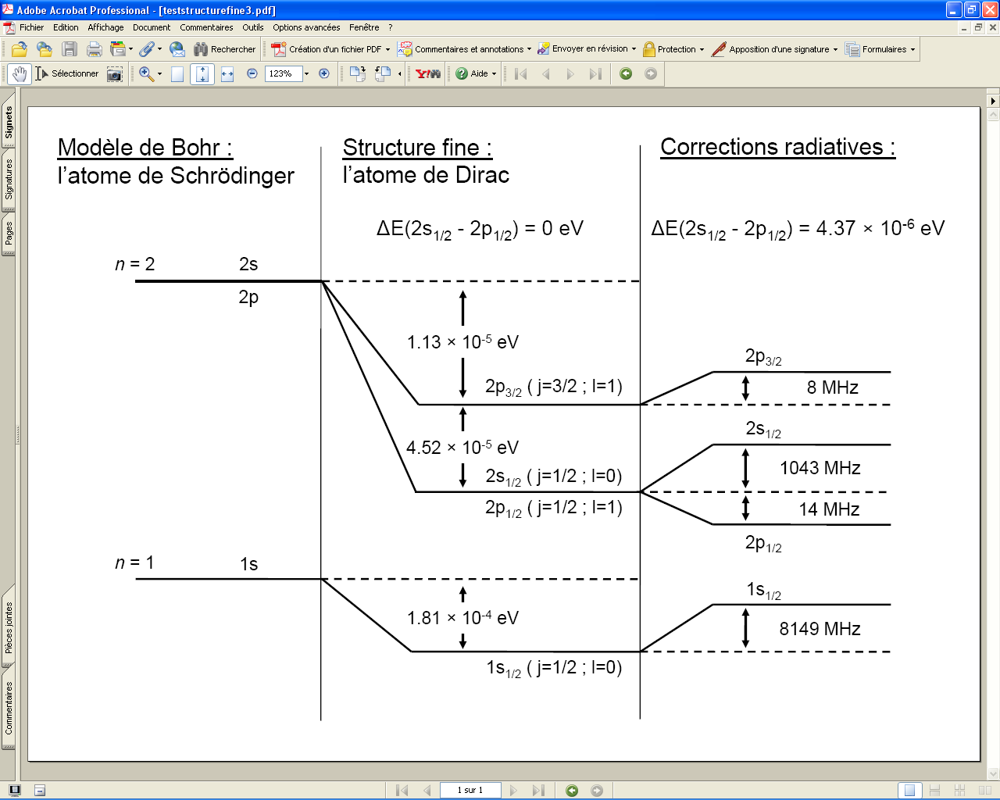 Adobe Acrobat Professional - [teststructurefine3.pdf]
Fichier Edition Affichage Document Commentaires Outils Options avancées Fenêtre ?
Rechercher Création d'un fichier PDF Commentaires et annotations Envoyer en révision Protection Apposition d'une signature Formulaires
Sélectionner 123% Y! Aide
Signets
Signatures
Pages
Pièces jointes
Commentaires
Modèle de Bohr :
l'atome de Schrödinger
n = 2 2s
2p
n = 1 1s
Structure fine :
l'atome de Dirac
ΔE(2s1/2 - 2p1/2) = 0 eV
1.13 × 10-5 eV
2p3/2 ( j=3/2 ; l=1)
4.52 × 10-5 eV
2s1/2 ( j=1/2 ; l=0)
2p1/2 ( j=1/2 ; l=1)
1.81 × 10-4 eV
1s1/2 ( j=1/2 ; l=0)
Corrections radiatives :
ΔE(2s1/2 - 2p1/2) = 4.37 × 10-6 eV
2p3/2
8 MHz
2s1/2
1043 MHz
14 MHz
2p1/2
1s1/2
8149 MHz
1 sur 1